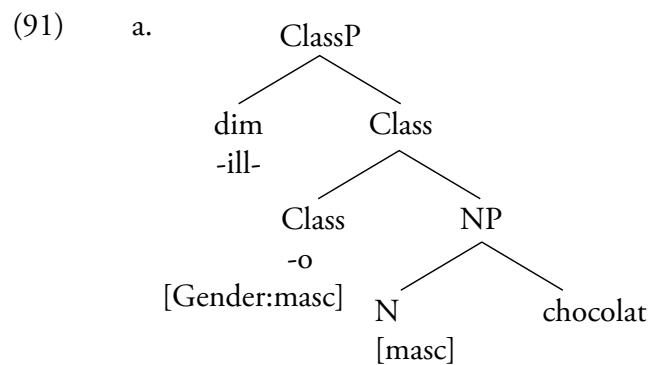 (91) a. ClassP
dim Class
-ill-
Class NP
-o
[Gender:masc] N chocolat
[masc]